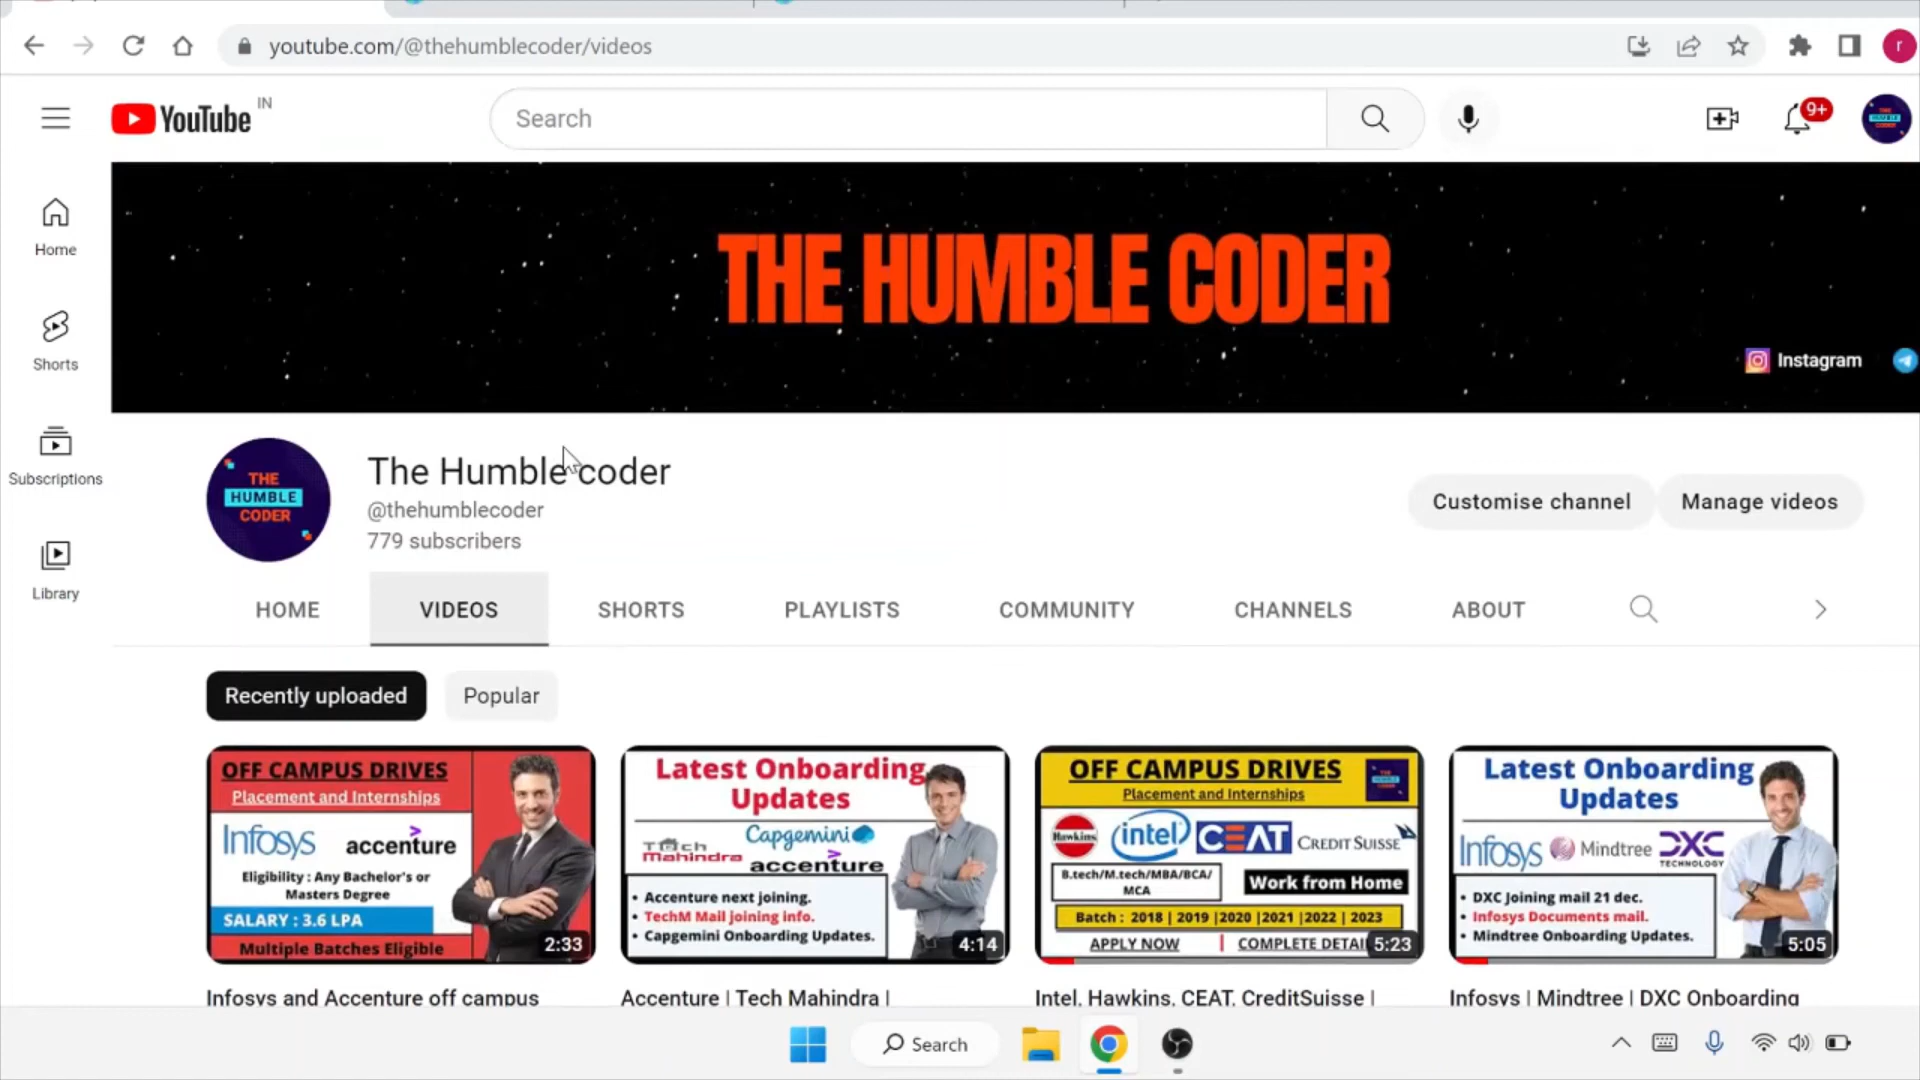 youtube.com/@thehumblecoder/videos
r
YouTube IN
Search
9+
Home
Shorts
Subscriptions
Library
THE HUMBLE CODER
Instagram
THE
HUMBLE
CODER
The Humble coder
@thehumblecoder
779 subscribers
Customise channel
Manage videos
HOME
VIDEOS
SHORTS
PLAYLISTS
COMMUNITY
CHANNELS
ABOUT
Recently uploaded
Popular
OFF CAMPUS DRIVES
Placement and Internships
Infosys
accenture
Eligibility : Any Bachelor's or
Masters Degree
SALARY : 3.6 LPA
Multiple Batches Eligible
2:33
Latest Onboarding
Updates
Tech Mahindra
Capgemini
accenture
• Accenture next joining.
• TechM Mail joining info.
• Capgemini Onboarding Updates.
4:14
OFF CAMPUS DRIVES
Placement and Internships
Hawkins
intel
CEAT
CREDIT SUISSE
B.tech/M.tech/MBA/BCA/
MCA
Work from Home
Batch : 2018 | 2019 |2020 |2021 |2022 | 2023
APPLY NOW | COMPLETE DETAI
5:23
Latest Onboarding
Updates
Infosys
Mindtree
DXC
TECHNOLOGY
• DXC Joining mail 21 dec.
• Infosys Documents mail.
• Mindtree Onboarding Updates.
5:05
Infosys and Accenture off campus
Accenture | Tech Mahindra |
Intel, Hawkins, CEAT, CreditSuisse |
Infosys | Mindtree | DXC Onboarding
Search